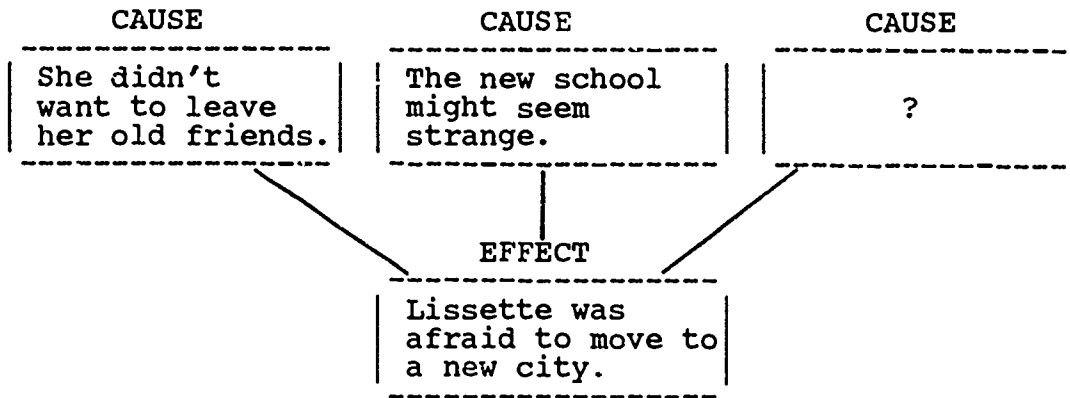 CAUSE
CAUSE
CAUSE
She didn't
want to leave
her old friends.
The new school
might seem
strange.
?
EFFECT
Lissette was
afraid to move to
a new city.